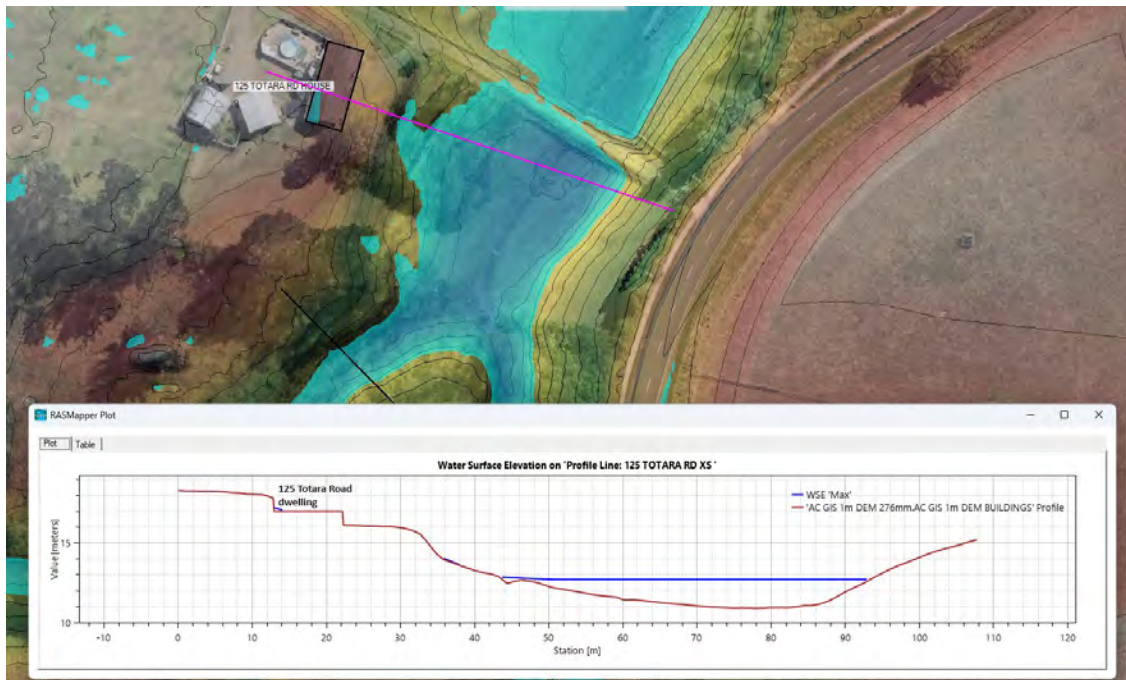 125 TOTARA RD HOUSE
RASMapper Plot
Plot Table
Water Surface Elevation on 'Profile Line: 125 TOTARA RD XS '
125 Totara Road
dwelling
WSE 'Max'
'AC GIS 1m DEM 276mm.AC GIS 1m DEM BUILDINGS' Profile
Value [meters]
15
10
-10 0 10 20 30 40 50 60 70 80 90 100 110 120
Station [m]